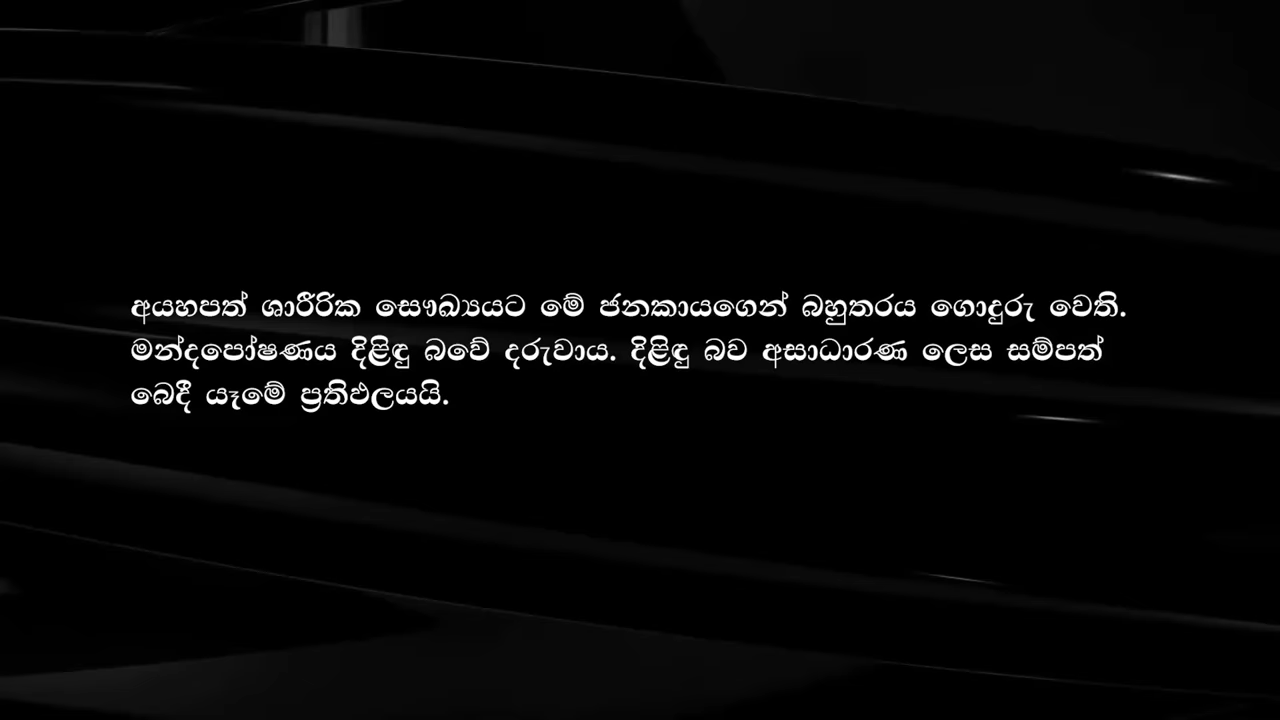 අයහපත් ශාරීරික සෞඛ්‍යයට මේ ජනකායගෙන් බහුතරය ගොදුරු වෙති.
මන්දපෝෂණය දිළිඳු බවේ දරුවාය. දිළිඳු බව අසාධාරණ ලෙස සම්පත්
බෙදී යෑමේ ප්‍රතිඵලයයි.